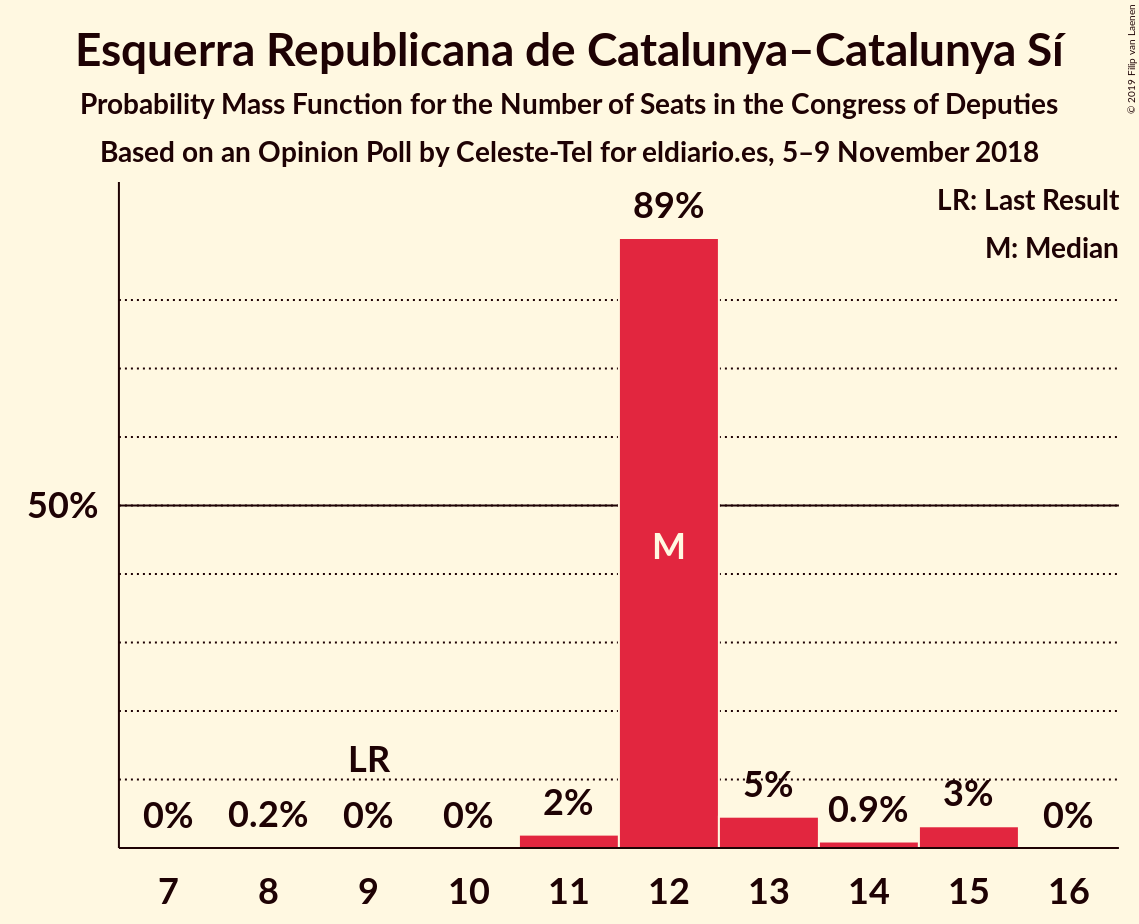 Esquerra Republicana de Catalunya–Catalunya Sí
Probability Mass Function for the Number of Seats in the Congress of Deputies
Based on an Opinion Poll by Celeste-Tel for eldiario.es, 5–9 November 2018
© 2019 Filip van Laenen
LR: Last Result
M: Median
50%
0%
0.2%
LR
0%
0%
2%
89%
M
5%
0.9%
3%
0%
7 8 9 10 11 12 13 14 15 16